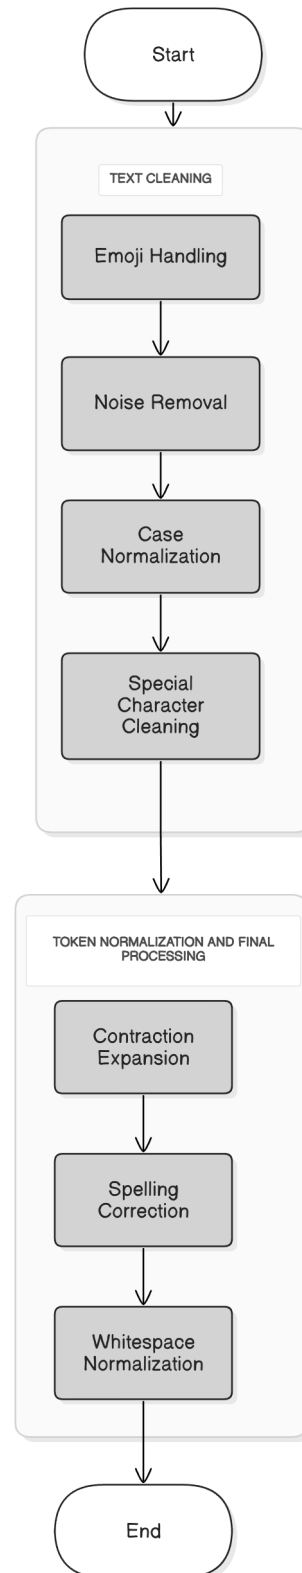 Start
TEXT CLEANING
Emoji Handling
Noise Removal
Case
Normalization
Special
Character
Cleaning
TOKEN NORMALIZATION AND FINAL
PROCESSING
Contraction
Expansion
Spelling
Correction
Whitespace
Normalization
End